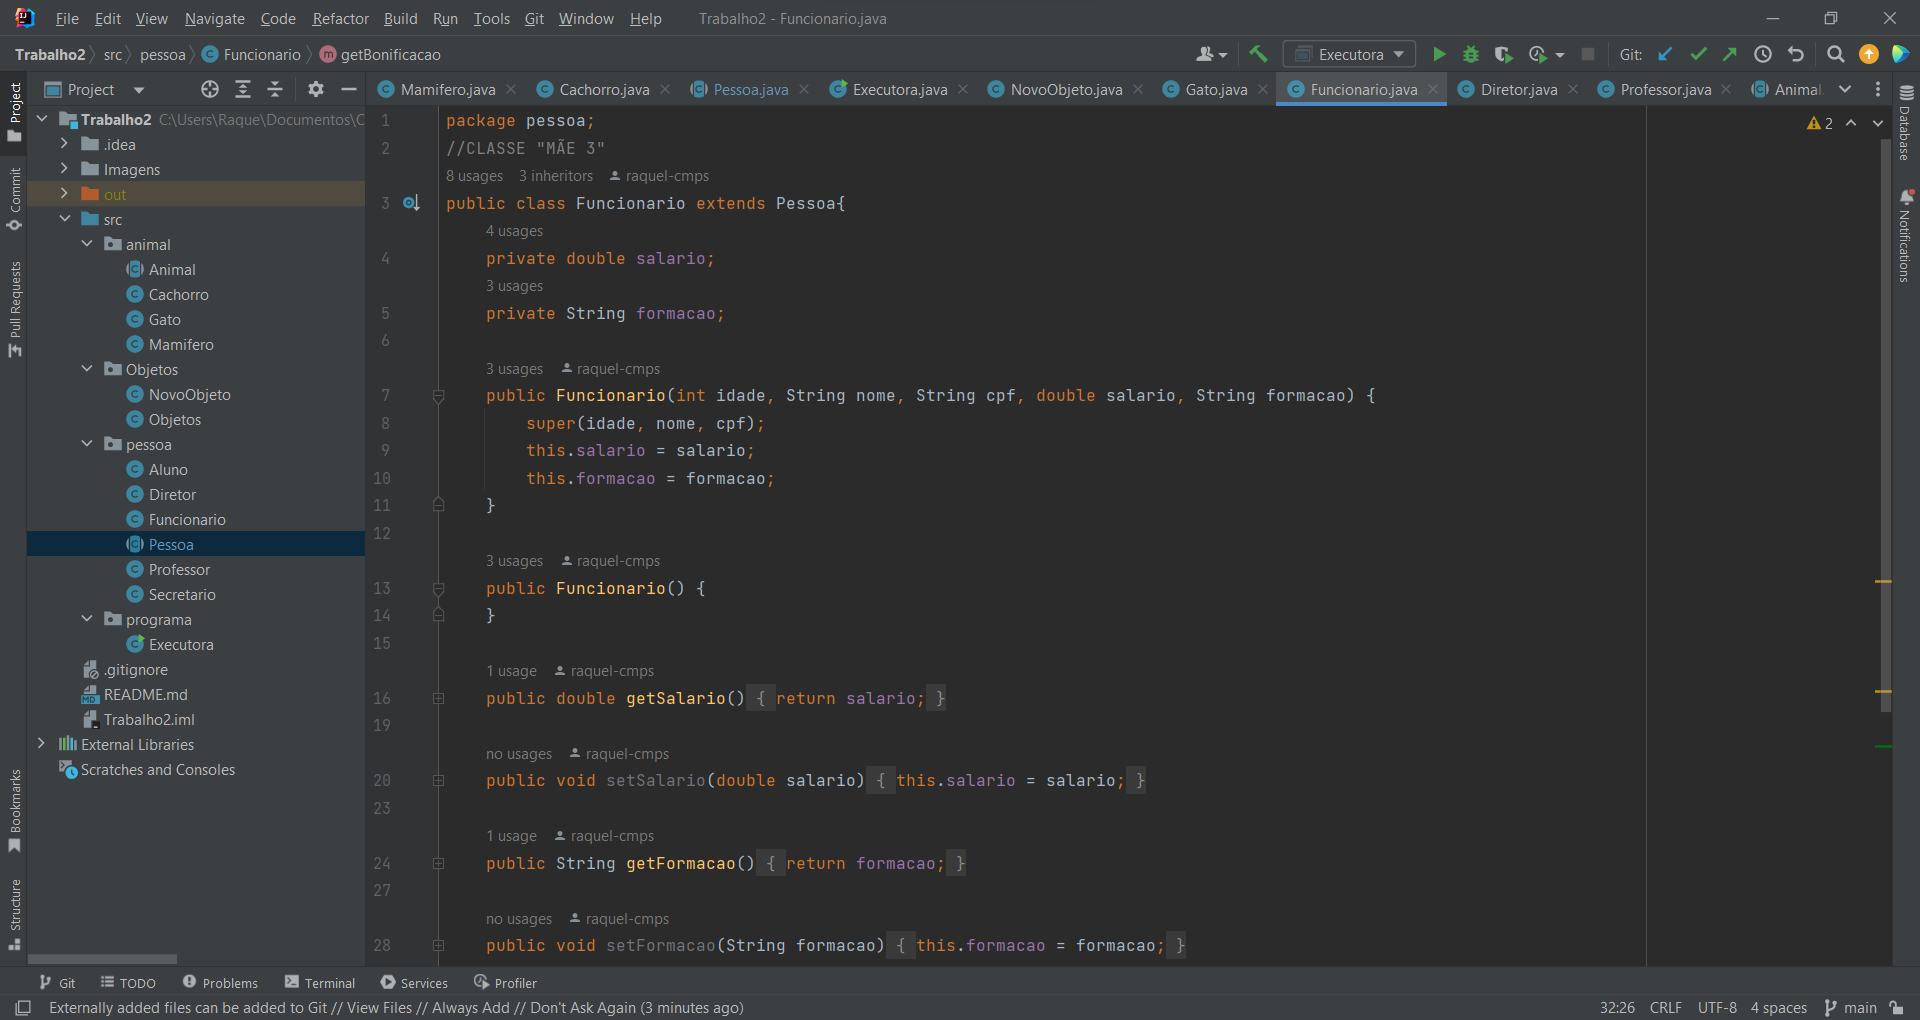 File Edit View Navigate Code Refactor Build Run Tools Git Window Help Trabalho2 - Funcionario.java
Trabalho2 src pessoa Funcionario getBonificacao Executora Git:
Project
Mamifero.java Cachorro.java Pessoa.java Executora.java NovoObjeto.java Gato.java Funcionario.java Diretor.java Professor.java Animal.
Project
Commit
Pull Requests
Bookmarks
Structure
Trabalho2 C:\Users\Raque\Documentos\C
.idea
Imagens
out
src
animal
Animal
Cachorro
Gato
Mamifero
Objetos
NovoObjeto
Objetos
pessoa
Aluno
Diretor
Funcionario
Pessoa
Professor
Secretario
programa
Executora
.gitignore
README.md
Trabalho2.iml
External Libraries
Scratches and Consoles
1 package pessoa;
2 //CLASSE "MÃE 3"
8 usages 3 inheritors raquel-cmps
3 public class Funcionario extends Pessoa{
4 usages
4 private double salario;
3 usages
5 private String formacao;
6
3 usages raquel-cmps
7 public Funcionario(int idade, String nome, String cpf, double salario, String formacao) {
8 super(idade, nome, cpf);
9 this.salario = salario;
10 this.formacao = formacao;
11 }
12
3 usages raquel-cmps
13 public Funcionario() {
14 }
15
1 usage raquel-cmps
16 public double getSalario() { return salario; }
19
no usages raquel-cmps
20 public void setSalario(double salario) { this.salario = salario; }
23
1 usage raquel-cmps
24 public String getFormacao() { return formacao; }
27
no usages raquel-cmps
28 public void setFormacao(String formacao) { this.formacao = formacao; }
2
Database
Notifications
Git TODO Problems Terminal Services Profiler
Externally added files can be added to Git // View Files // Always Add // Don't Ask Again (3 minutes ago) 32:26 CRLF UTF-8 4 spaces main